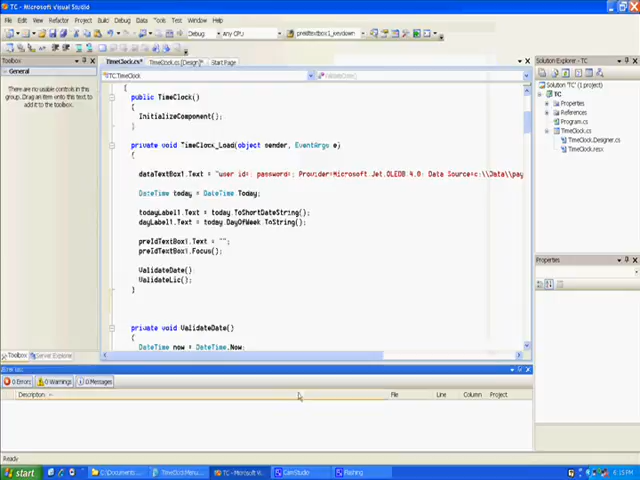 TC - Microsoft Visual Studio
File Edit View Refactor Project Build Debug Data Tools Test Window Help
Debug Any CPU preIdTextBox1_keydown
Toolbox
TimeClock.cs* TimeClock.cs [Design]* Start Page
General
There are no usable controls in this
group. Drag an item onto this text to
add it to the toolbox.
TC.TimeClock ValidateLic()
{
public TimeClock()
{
InitializeComponent();
}
private void TimeClock_Load(object sender, EventArgs e)
{
dataTextBox1.Text = "user id=; password=; Provider=Microsoft.Jet.OLEDB.4.0; Data Source=c:\\Data\\pay
DateTime today = DateTime.Today;
todayLabel1.Text = today.ToShortDateString();
dayLabel1.Text = today.DayOfWeek.ToString();
preIdTextBox1.Text = "";
preIdTextBox1.Focus();
ValidateDate()
ValidateLic();
}
private void ValidateDate()
{
DateTime now = DateTime.Now;
Solution Explorer - TC
Solution 'TC' (1 project)
TC
Properties
References
Program.cs
TimeClock.cs
TimeClock.Designer.cs
TimeClock.resx
Properties
Toolbox Server Explorer
Error List
0 Errors 0 Warnings 0 Messages
Description File Line Column Project
Ready
start C:\Documents... TimeClock:Menu... TC - Microsoft Vi... CamStudio Flashing 6:15 PM